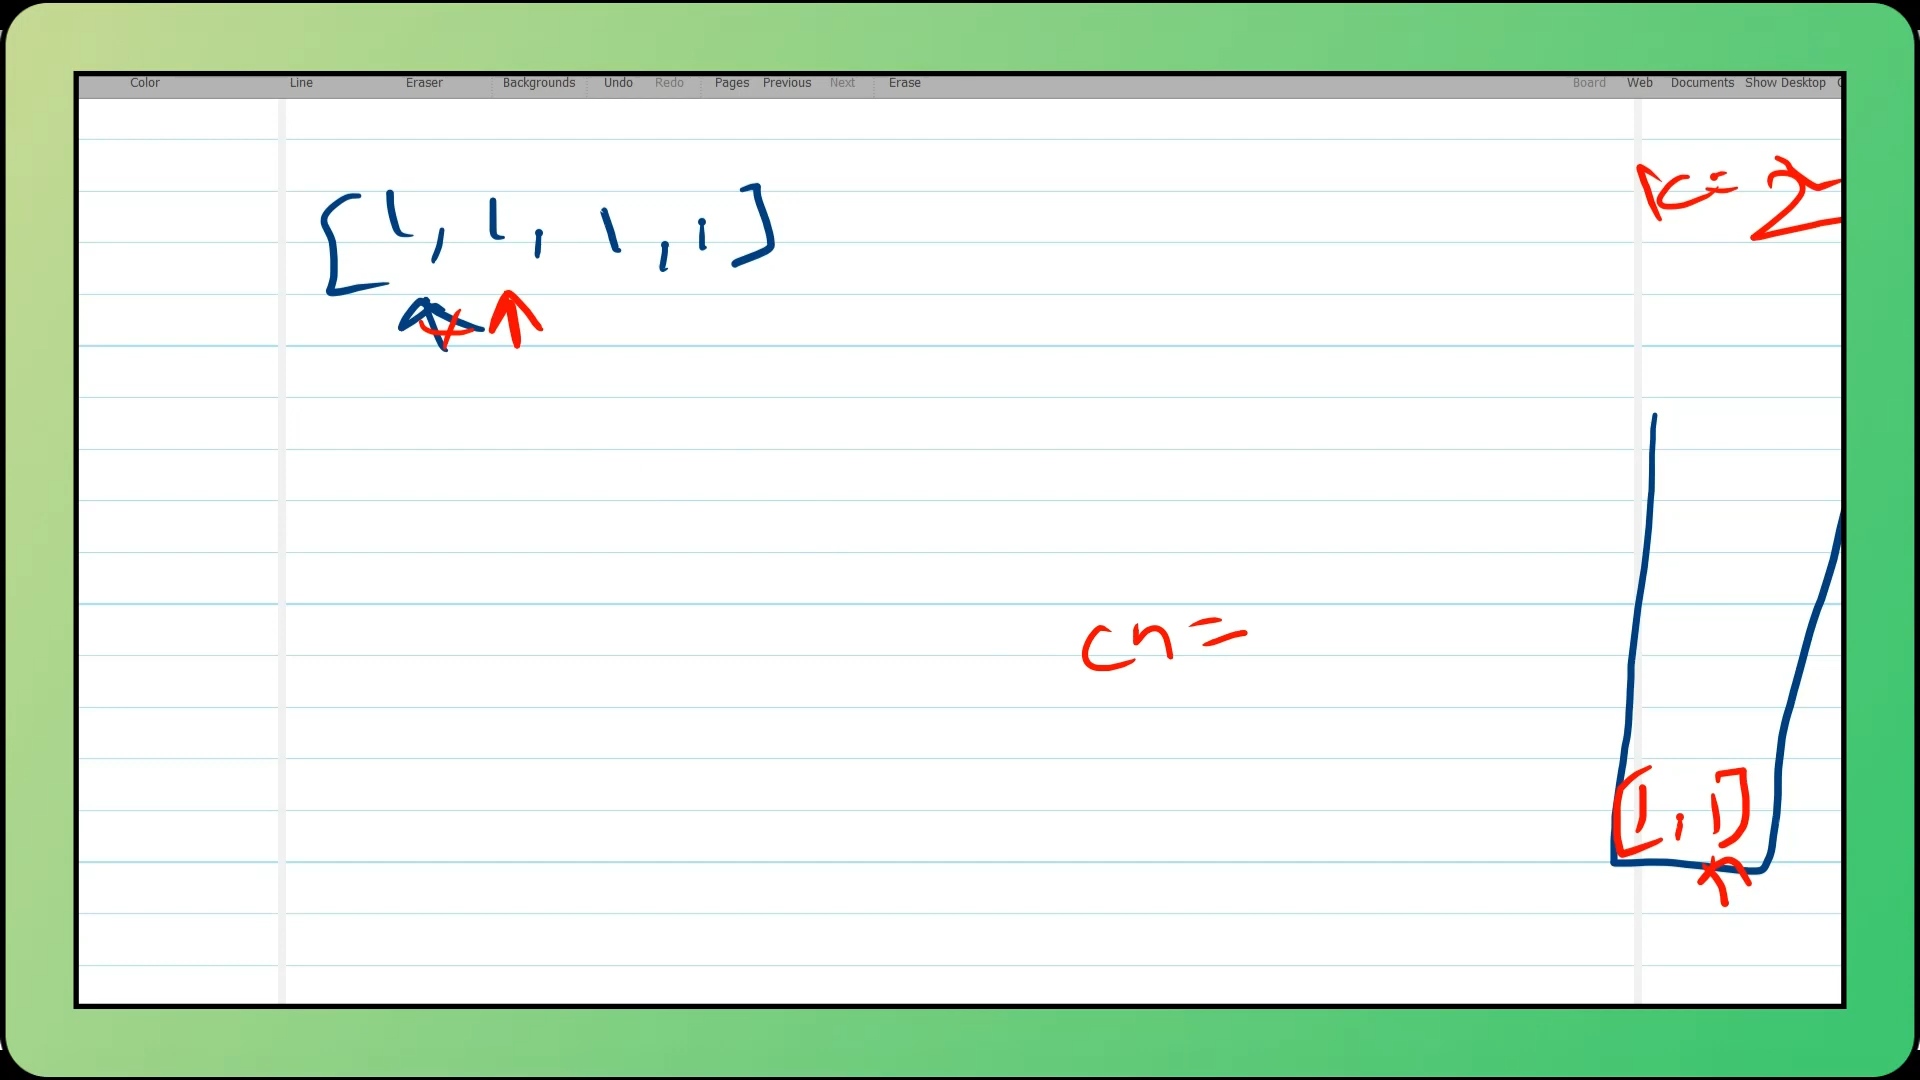 Color Line Eraser Backgrounds Undo Redo Pages Previous Next Erase Board Web Documents Show Desktop
[1, 1, 1, 1]
K = 2
cn =
[1, 1]